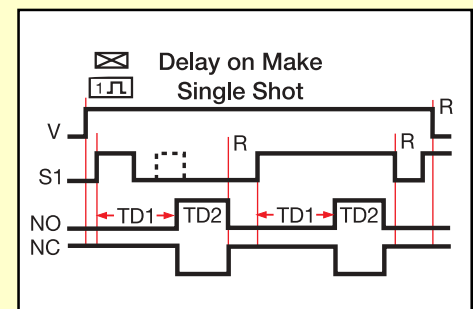 Delay on Make
1 Single Shot
R
V
R
R
S1
TD1 TD2 TD1 TD2
NO
NC